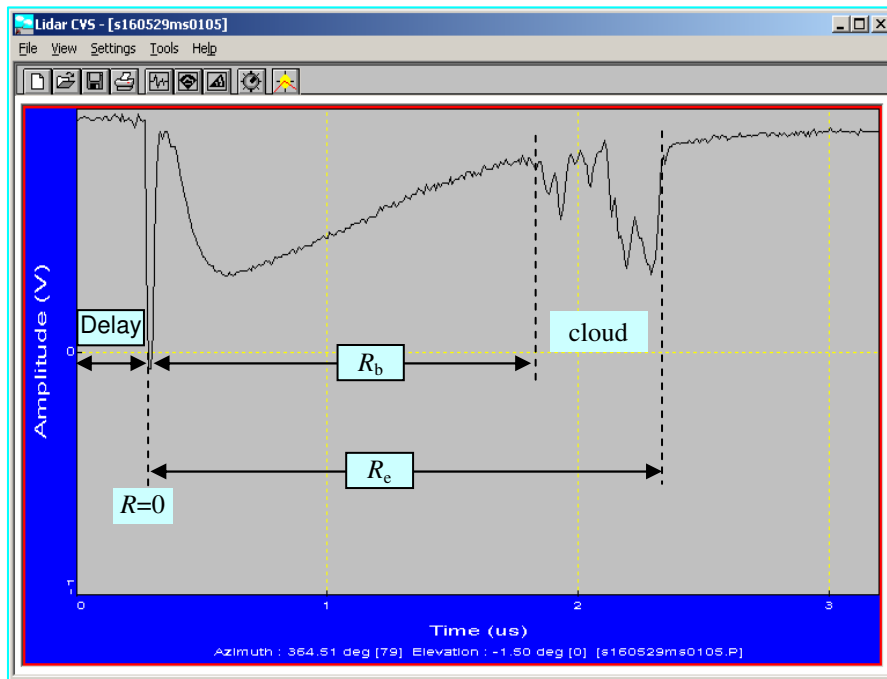 Lidar CVS - [s160529ms0105]
File View Settings Tools Help
Amplitude (V)
Delay
cloud
0
Rb
Re
R=0
-1
0 1 2 3
Time (us)
Azimuth : 364.51 deg [79] Elevation : -1.50 deg [0] [s160529ms0105.P]